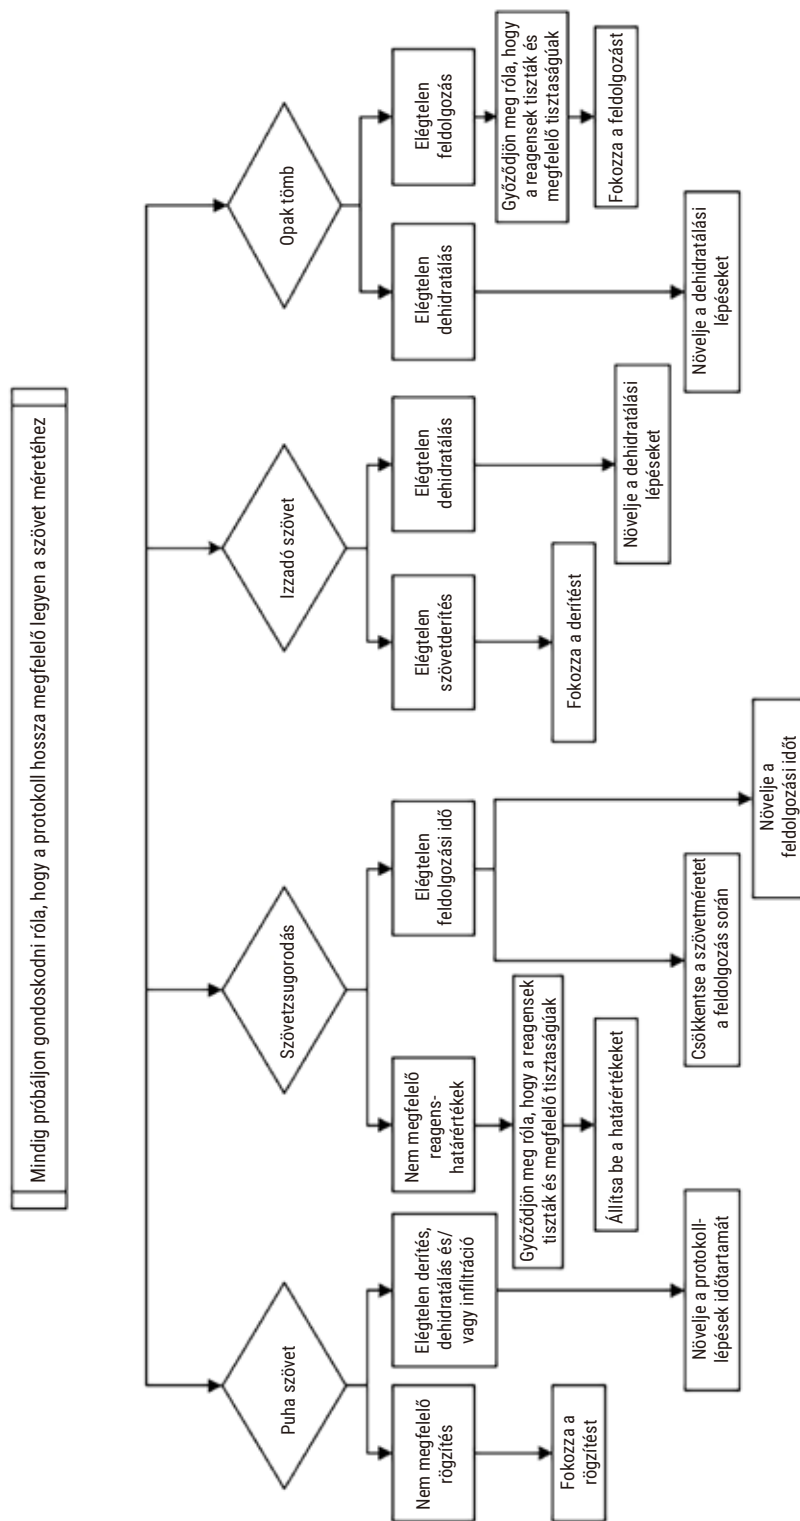 Mindig próbáljon gondoskodni róla, hogy a protokoll hossza megfelelő legyen a szövet méretéhez
Puha szövet
Nem megfelelő
rögzítés
Fokozza a
rögzítést
Elégtelen derítés,
dehidratálás és/
vagy infiltráció
Növelje a protokoll-
lépések időtartamát
Szövetzsugorodás
Nem megfelelő
reagens-
határértékek
Győződjön meg róla, hogy a reagensek
tiszták és megfelelő tisztaságúak
Állítsa be a határértékeket
Elégtelen
feldolgozási idő
Csökkentse a szövetméretet
a feldolgozás során
Növelje a
feldolgozási időt
Izzadó szövet
Elégtelen
szövetderítés
Fokozza a derítést
Elégtelen
dehidratálás
Növelje a dehidratálási
lépéseket
Opak tömb
Elégtelen
dehidratálás
Növelje a dehidratálási
lépéseket
Elégtelen
feldolgozás
Győződjön meg róla, hogy
a reagensek tiszták és
megfelelő tisztaságúak
Fokozza a feldolgozást